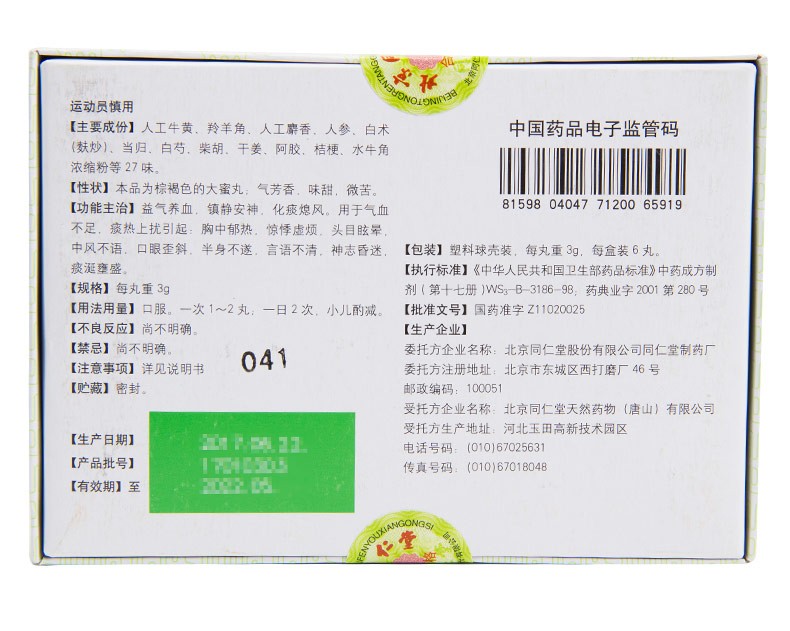 运动员慎用
【主要成份】人工牛黄、羚羊角、人工麝香、人参、白术
(麸炒)、当归、白芍、柴胡、干姜、阿胶、桔梗、水牛角
浓缩粉等 27 味。
【性状】本品为棕褐色的大蜜丸；气芳香、味甜、微苦。
【功能主治】益气养血，镇静安神，化痰熄风。用于气血
不足，痰热上扰引起：胸中郁热、惊悸虚烦、头目眩晕、
中风不语、口眼歪斜、半身不遂、言语不清、神志昏迷、
痰涎壅盛。
【规格】每丸重 3g
【用法用量】口服。一次 1～2 丸，一日 2 次，小儿酌减。
【不良反应】尚不明确。
【禁忌】尚不明确。
【注意事项】详见说明书
041
【贮藏】密封。
【生产日期】
【产品批号】
【有效期】至
中国药品电子监管码
81598 04047 71200 65919
【包装】塑料球壳装，每丸重 3g，每盒装 6 丸。
【执行标准】《中华人民共和国卫生部药品标准》中药成方制
剂（第十七册）WS₃-B-3186-98；药典业字 2001 第 280 号
【批准文号】国药准字 Z11020025
【生产企业】
委托方企业名称：北京同仁堂股份有限公司同仁堂制药厂
委托方注册地址：北京市东城区西打磨厂 46 号
邮政编码：100051
受托方企业名称：北京同仁堂天然药物（唐山）有限公司
受托方生产地址：河北玉田高新技术园区
电话号码：(010)67025631
传真号码：(010)67018048
BEIJINGTONGRENTANG
仁堂